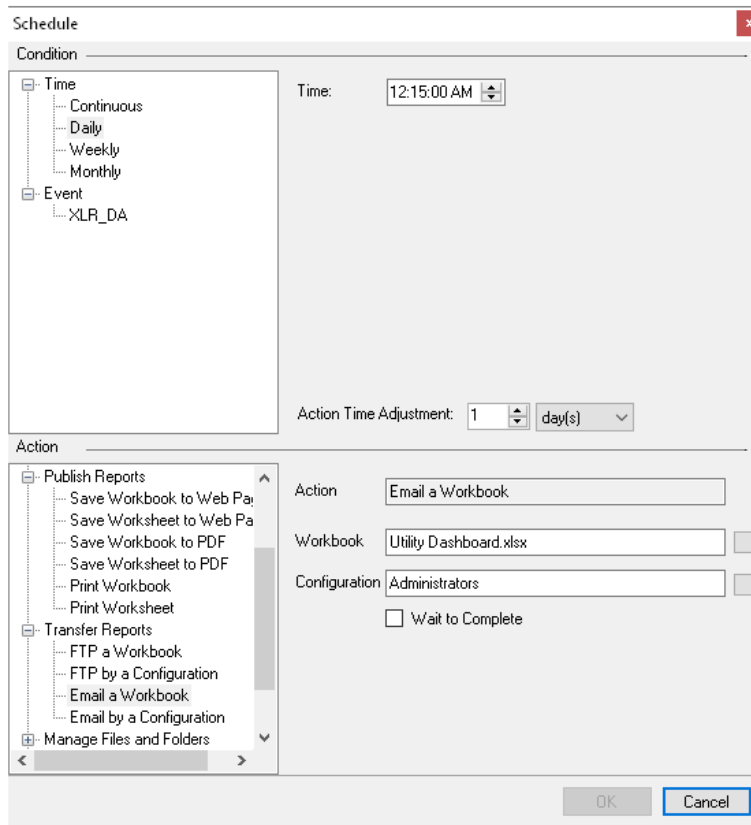 Schedule
Condition
Time
Continuous
Daily
Weekly
Monthly
Event
XLR_DA
Time: 12:15:00 AM
Action Time Adjustment: 1 day(s)
Action
Publish Reports
Save Workbook to Web Pa
Save Worksheet to Web Pa
Save Workbook to PDF
Save Worksheet to PDF
Print Workbook
Print Worksheet
Transfer Reports
FTP a Workbook
FTP by a Configuration
Email a Workbook
Email by a Configuration
Manage Files and Folders
Action Email a Workbook
Workbook Utility Dashboard.xlsx
Configuration Administrators
Wait to Complete
OK Cancel